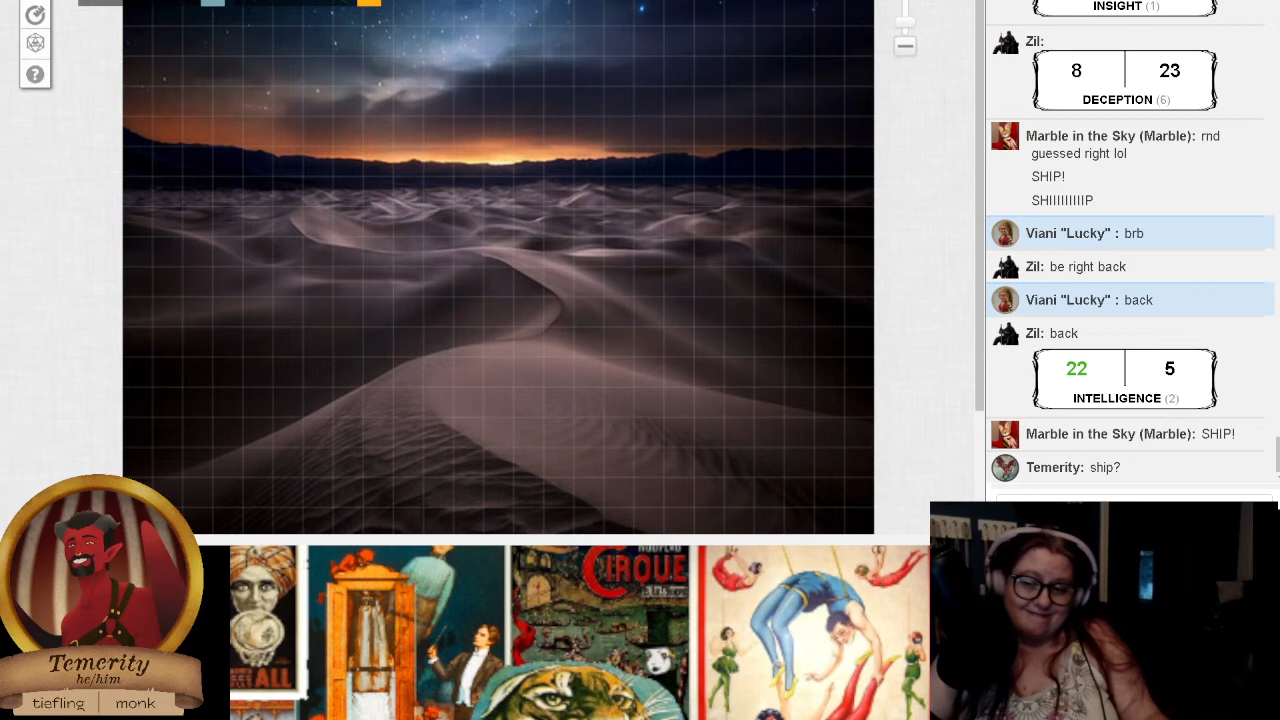 INSIGHT (1)
Zil:
8 23
DECEPTION (6)
Marble in the Sky (Marble): rnd
guessed right lol
SHIP!
SHIIIIIIIIIP
Viani "Lucky" : brb
Zil: be right back
Viani "Lucky" : back
Zil: back
22 5
INTELLIGENCE (2)
Marble in the Sky (Marble): SHIP!
Temerity: ship?
?
Temerity
he/him
tiefling | monk
ALL
NOUVEAU
CIRQUE